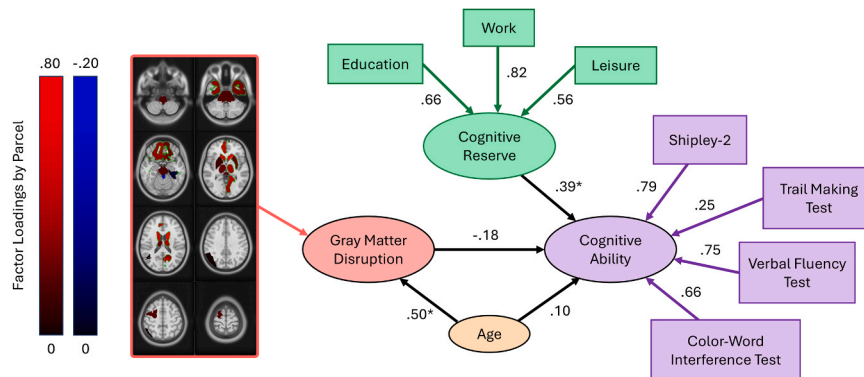 .80
-.20
Factor Loadings by Parcel
0
0
Work
Education
Leisure
.66
.82
.56
Cognitive
Reserve
.39*
Gray Matter
Disruption
-.18
Cognitive
Ability
.50*
Age
.10
Shipley-2
.79
Trail Making
Test
.25
Verbal Fluency
Test
.75
Color-Word
Interference Test
.66